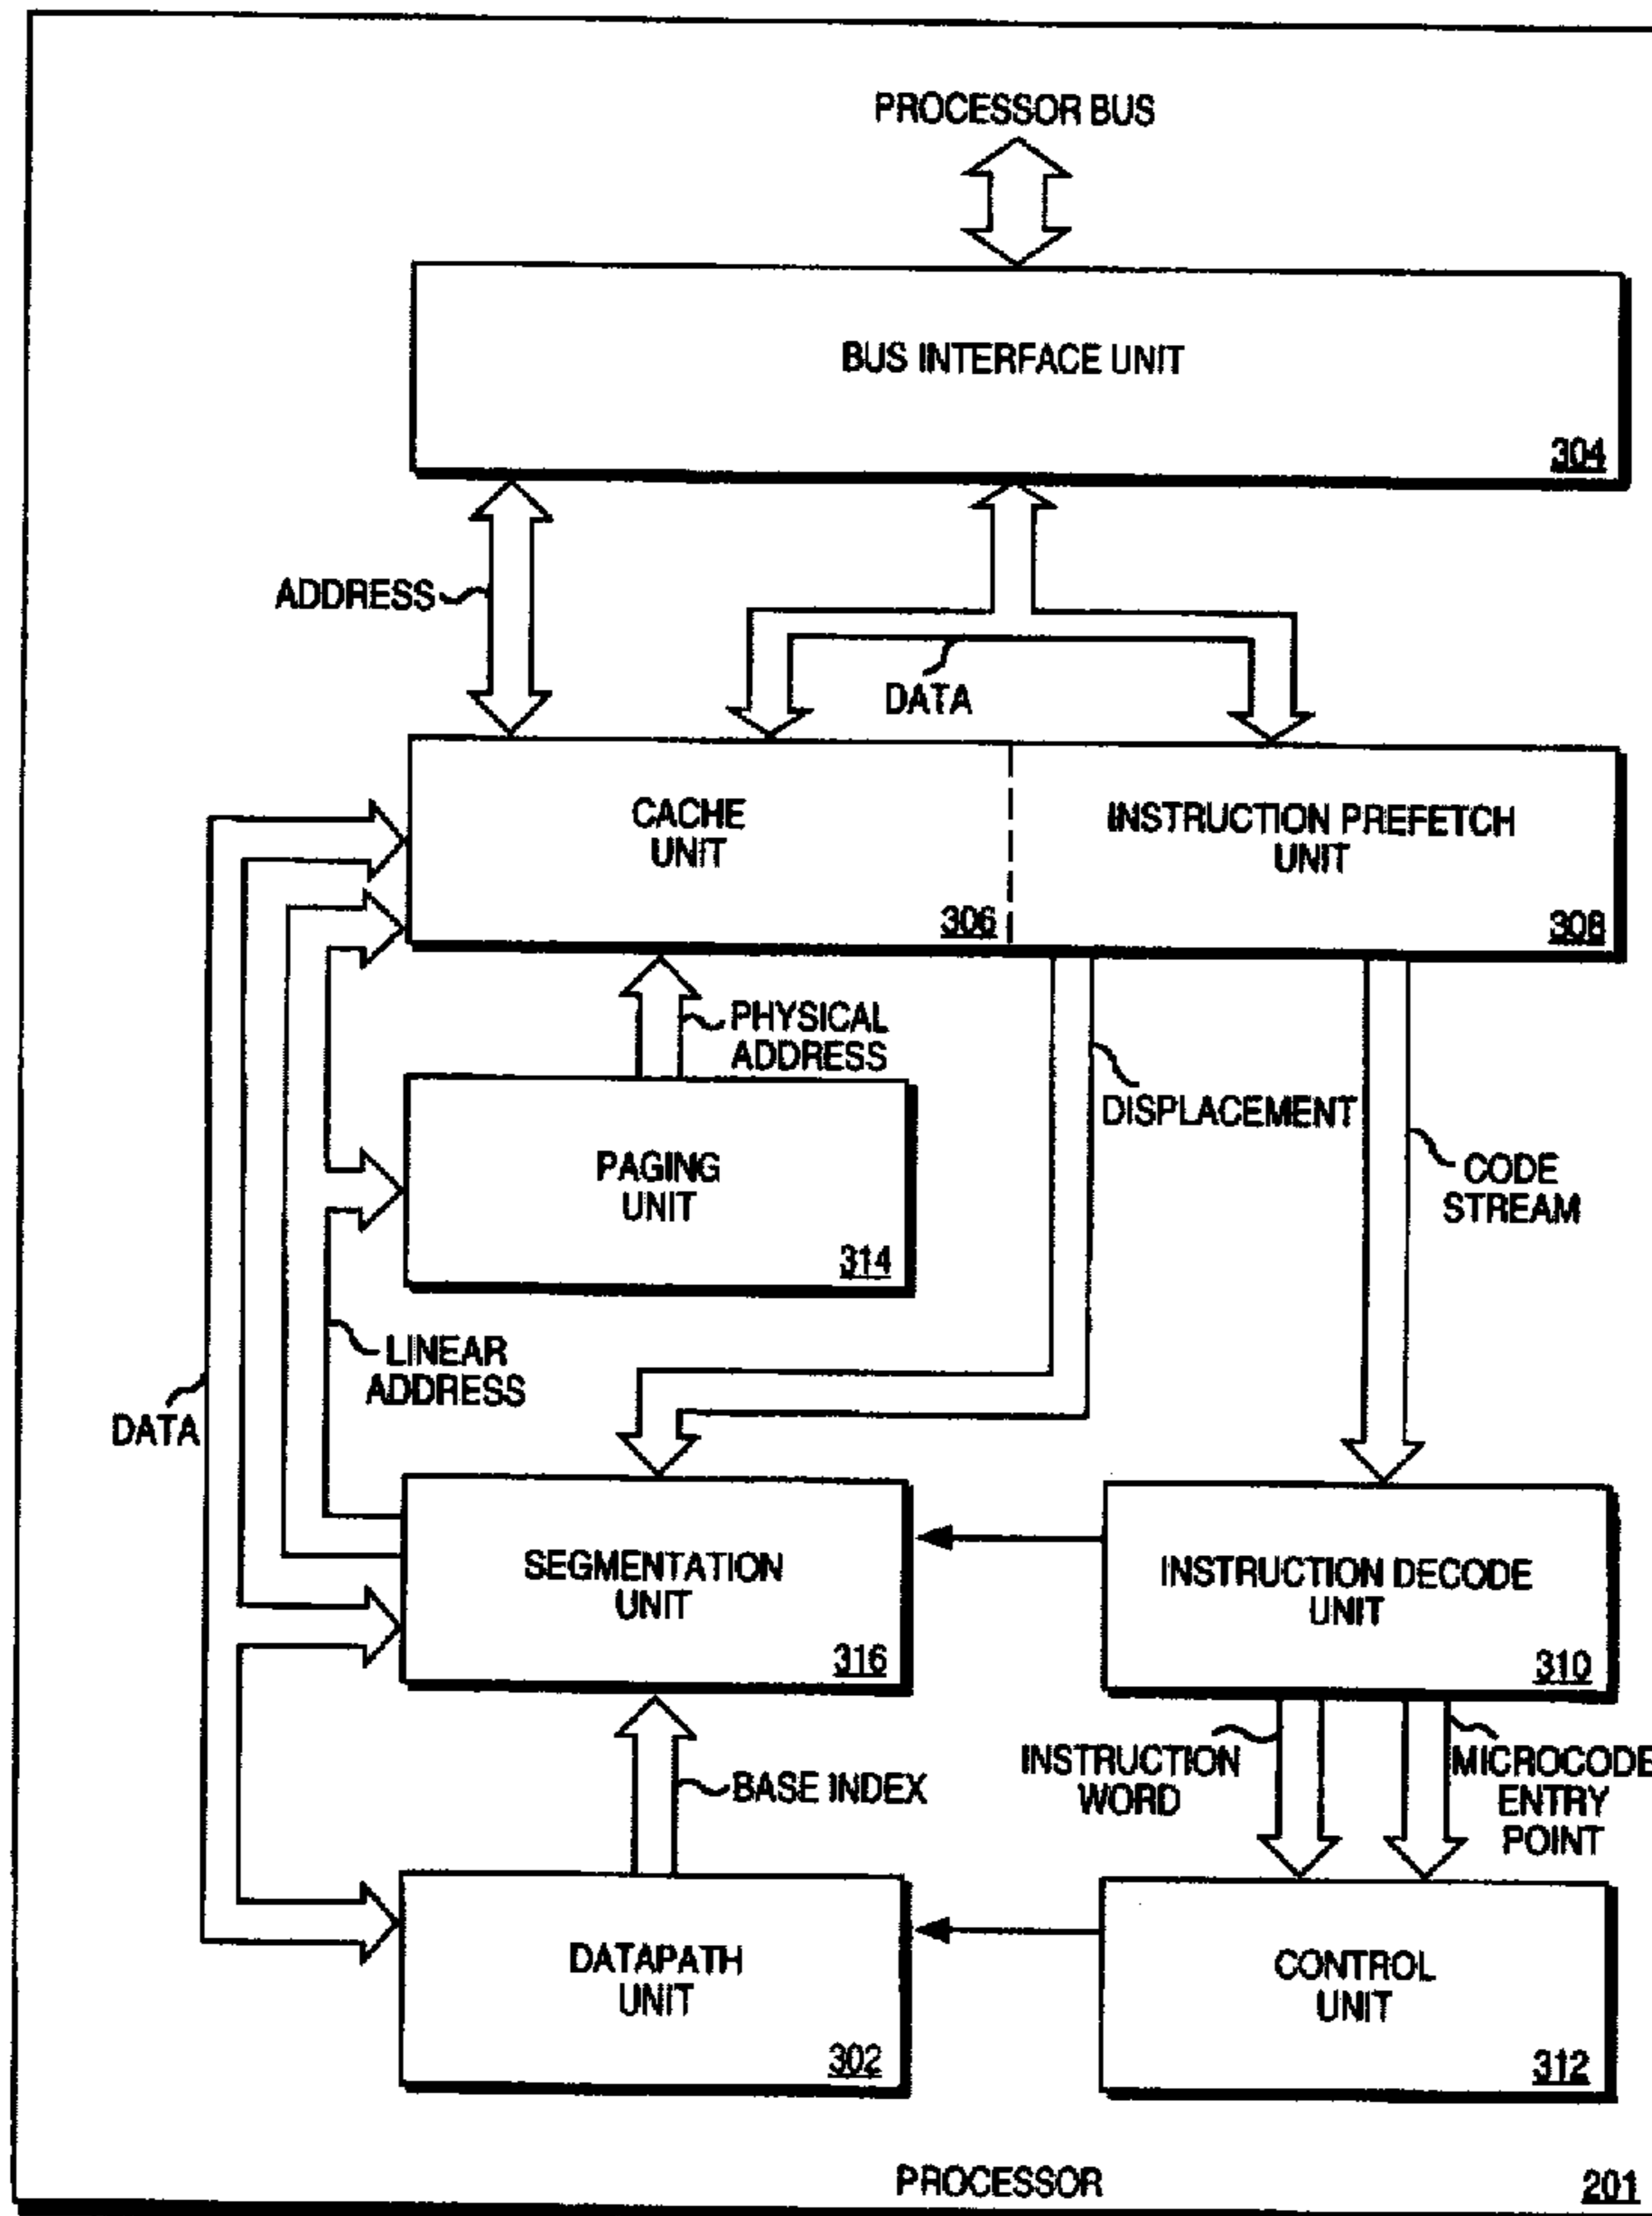 PROCESSOR BUS
BUS INTERFACE UNIT
304
ADDRESS
DATA
CACHE
UNIT
306
INSTRUCTION PREFETCH
UNIT
308
PHYSICAL
ADDRESS
DISPLACEMENT
CODE
STREAM
PAGING
UNIT
314
LINEAR
ADDRESS
DATA
SEGMENTATION
UNIT
316
INSTRUCTION DECODE
UNIT
310
BASE INDEX
INSTRUCTION
WORD
MICROCODE
ENTRY
POINT
DATAPATH
UNIT
302
CONTROL
UNIT
312
PROCESSOR
201